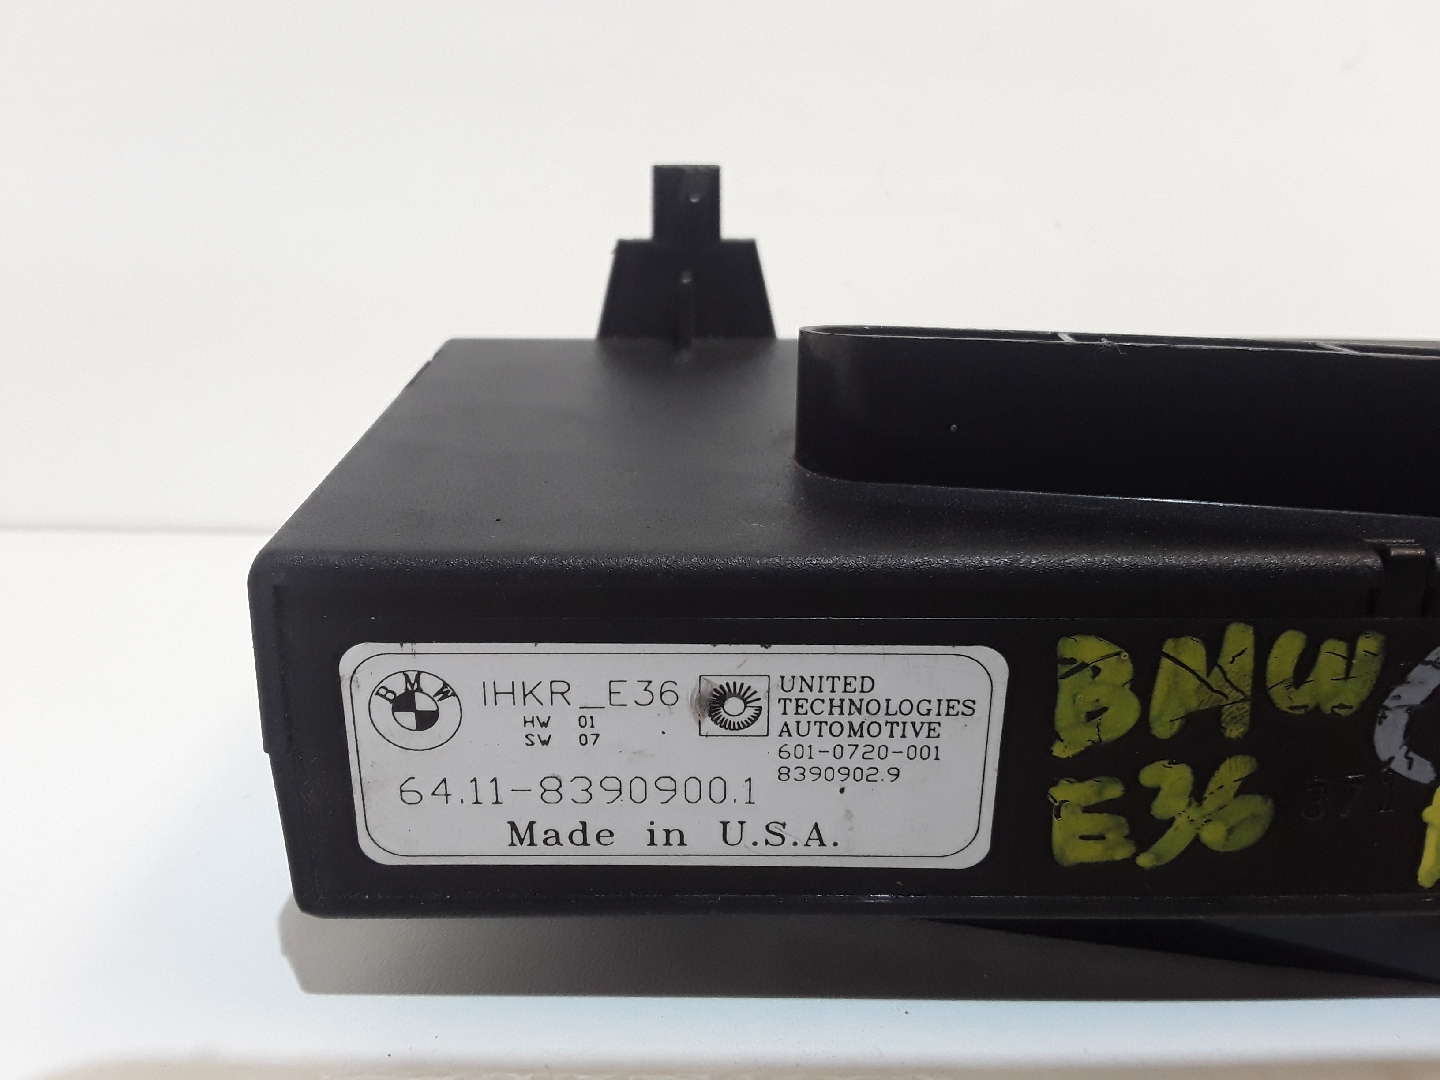 BMW
IHKR_E36
HW 01
SW 07
64.11-8390900.1
Made in U.S.A.
UNITED
TECHNOLOGIES
AUTOMOTIVE
601-0720-001
8390902.9
BMW
E36
371